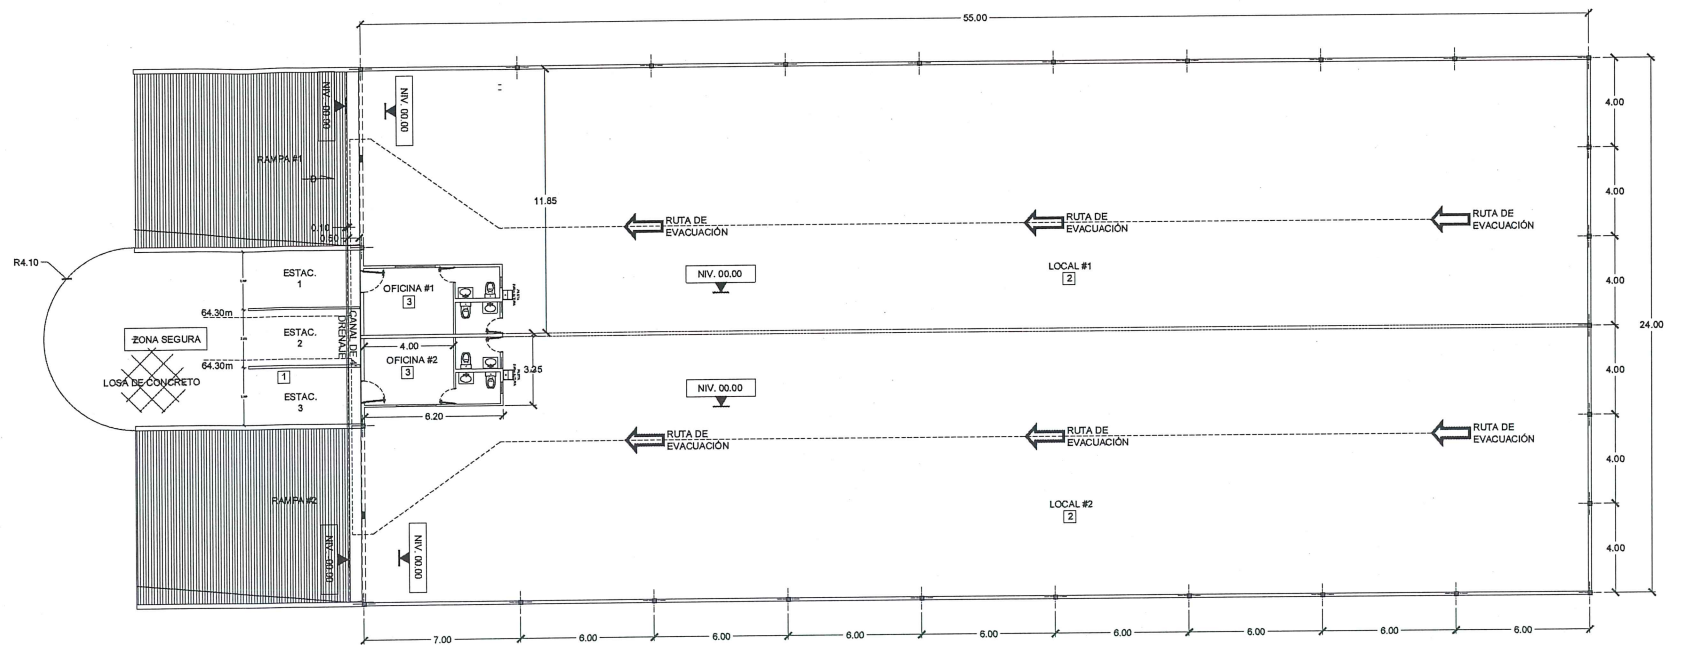 55.00
NIV. 00.00
NIV. 00.00
4.00
RAMPA #1
D
4.00
11.85
RUTA DE
EVACUACIÓN
RUTA DE
EVACUACIÓN
RUTA DE
EVACUACIÓN
0.10
0.50
R4.10
ESTAC.
1
OFICINA #1
3
NIV. 00.00
LOCAL #1
2
4.00
64.30m
CANAL DE
DRENAJE
ZONA SEGURA
ESTAC.
2
24.00
4.00
OFICINA #2
3
64.30m
LOSA DE CONCRETO
1
ESTAC.
3
3.35
NIV. 00.00
4.00
6.20
RUTA DE
EVACUACIÓN
RUTA DE
EVACUACIÓN
RUTA DE
EVACUACIÓN
4.00
RAMPA #2
LOCAL #2
2
NIV. 00.00
NIV. 00.00
4.00
7.00
6.00
6.00
6.00
6.00
6.00
6.00
6.00
6.00